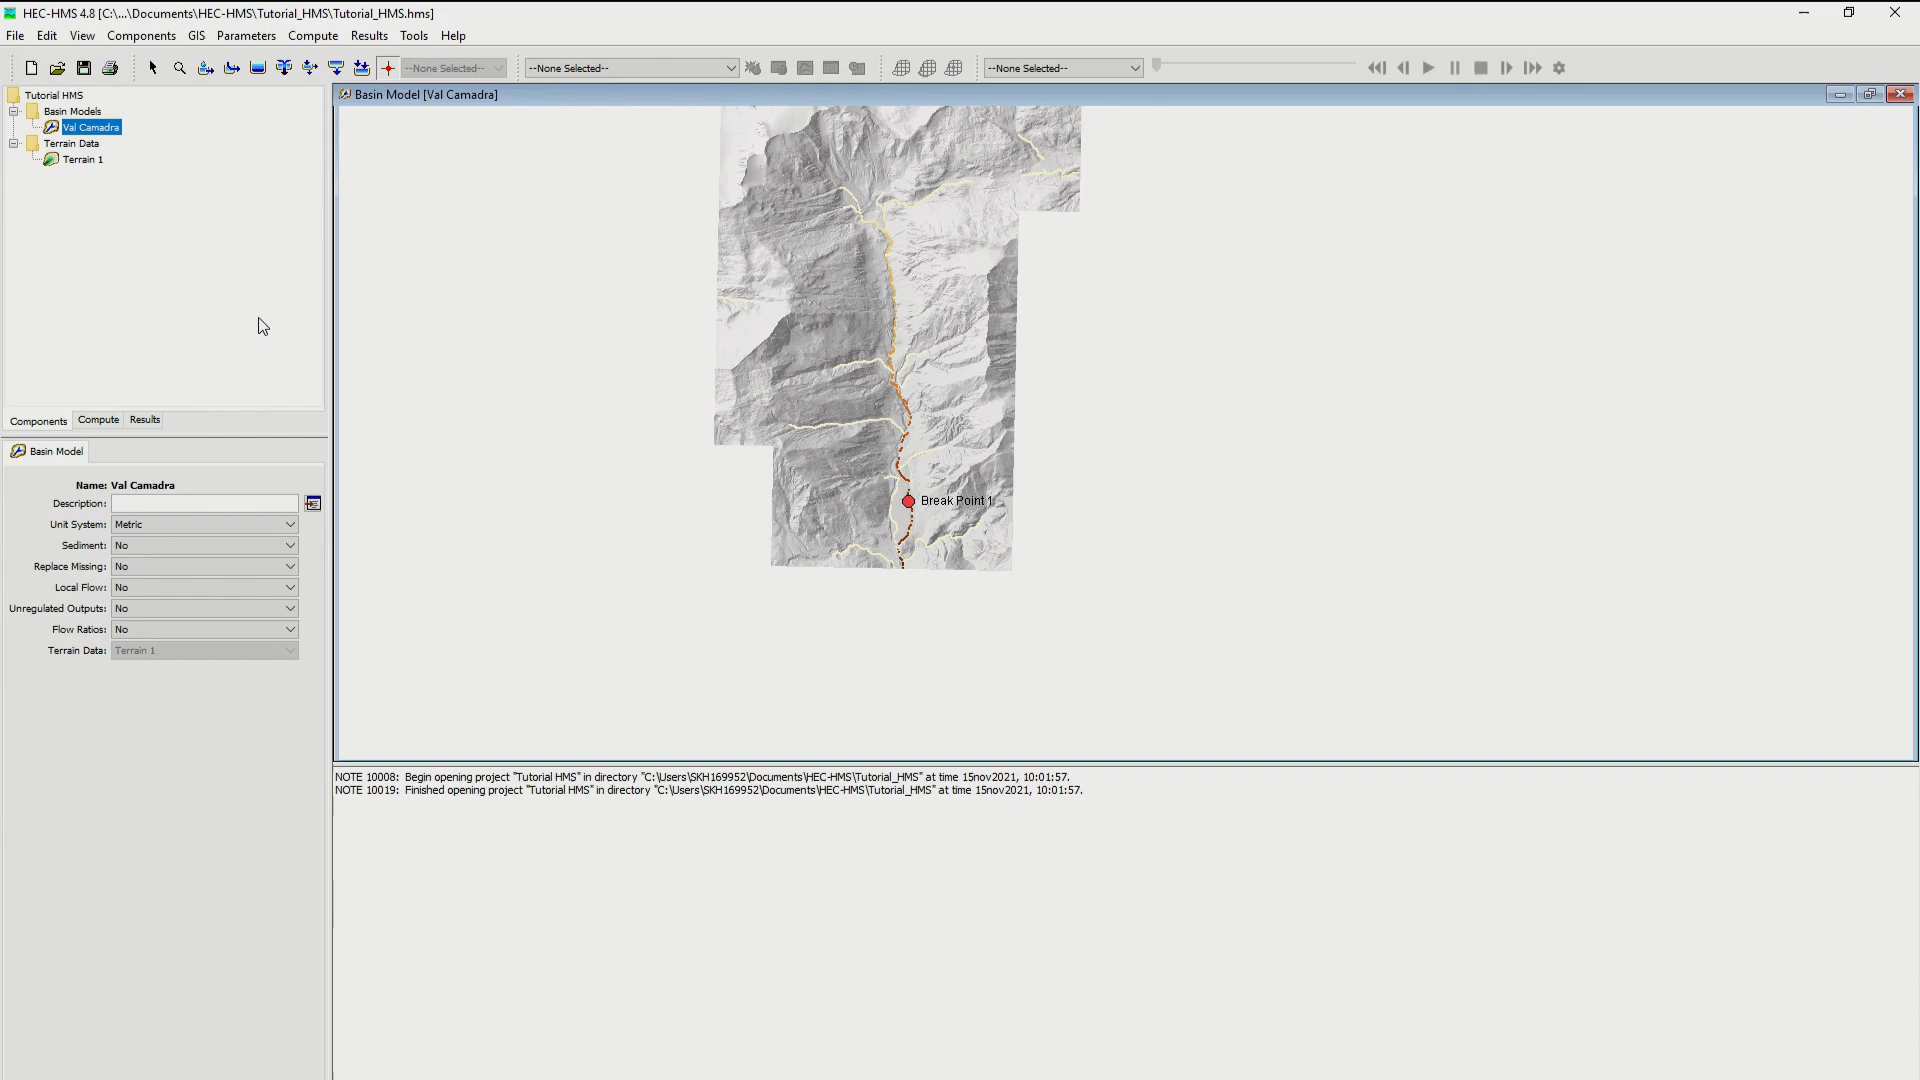 HEC-HMS 4.8 [C:\...\Documents\HEC-HMS\Tutorial_HMS\Tutorial_HMS.hms]
File Edit View Components GIS Parameters Compute Results Tools Help
--None Selected-- --None Selected-- --None Selected--
Tutorial HMS
Basin Models
Val Camadra
Terrain Data
Terrain 1
Components Compute Results
Basin Model
Name: Val Camadra
Description:
Unit System: Metric
Sediment: No
Replace Missing: No
Local Flow: No
Unregulated Outputs: No
Flow Ratios: No
Terrain Data: Terrain 1
Basin Model [Val Camadra]
Break Point 1
NOTE 10008: Begin opening project "Tutorial HMS" in directory "C:\Users\SKH169952\Documents\HEC-HMS\Tutorial_HMS" at time 15nov2021, 10:01:57.
NOTE 10019: Finished opening project "Tutorial HMS" in directory "C:\Users\SKH169952\Documents\HEC-HMS\Tutorial_HMS" at time 15nov2021, 10:01:57.